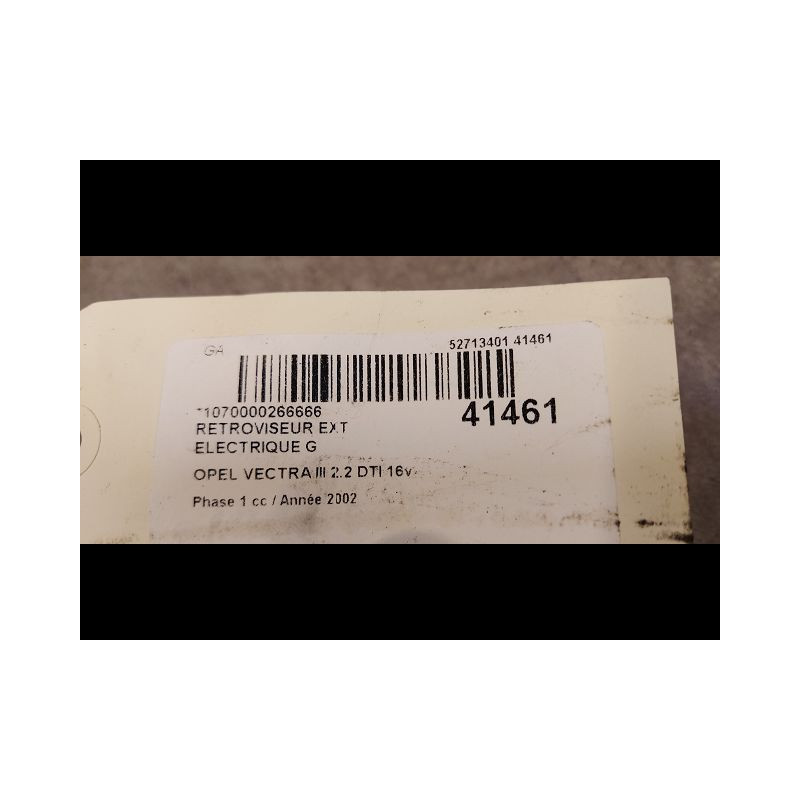 GA
52713401 41461
*1070000266666
41461
RETROVISEUR EXT
ELECTRIQUE G
OPEL VECTRA III 2.2 DTI 16v
Phase 1 cc / Année 2002